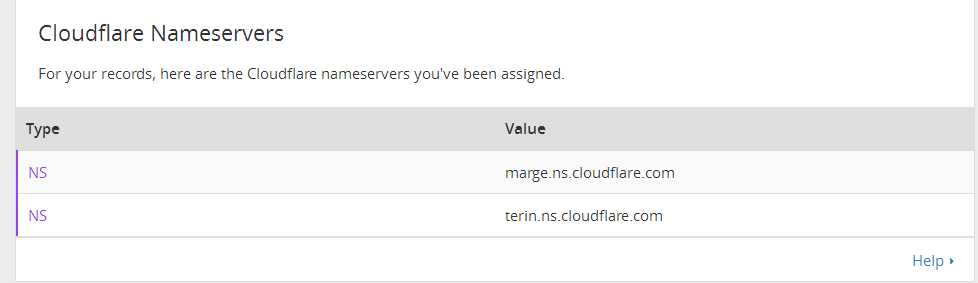 Cloudflare Nameservers
For your records, here are the Cloudflare nameservers you've been assigned.
Type Value
NS marge.ns.cloudflare.com
NS terin.ns.cloudflare.com
Help